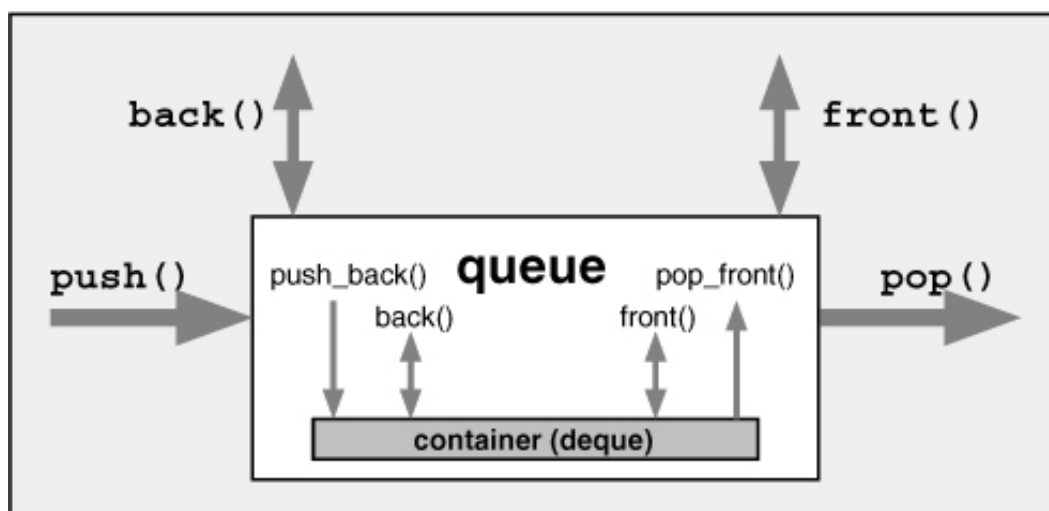 back()
front()
push()
queue
pop()
push_back()
pop_front()
back()
front()
container (deque)